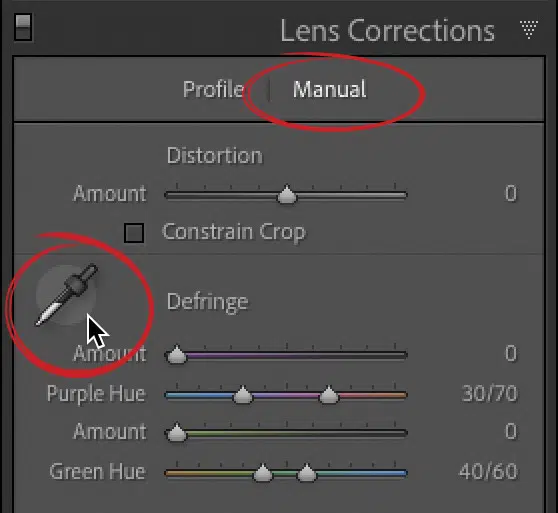 Lens Corrections
Profile | Manual
Distortion
Amount 0
Constrain Crop
Defringe
Amount 0
Purple Hue 30/70
Amount 0
Green Hue 40/60